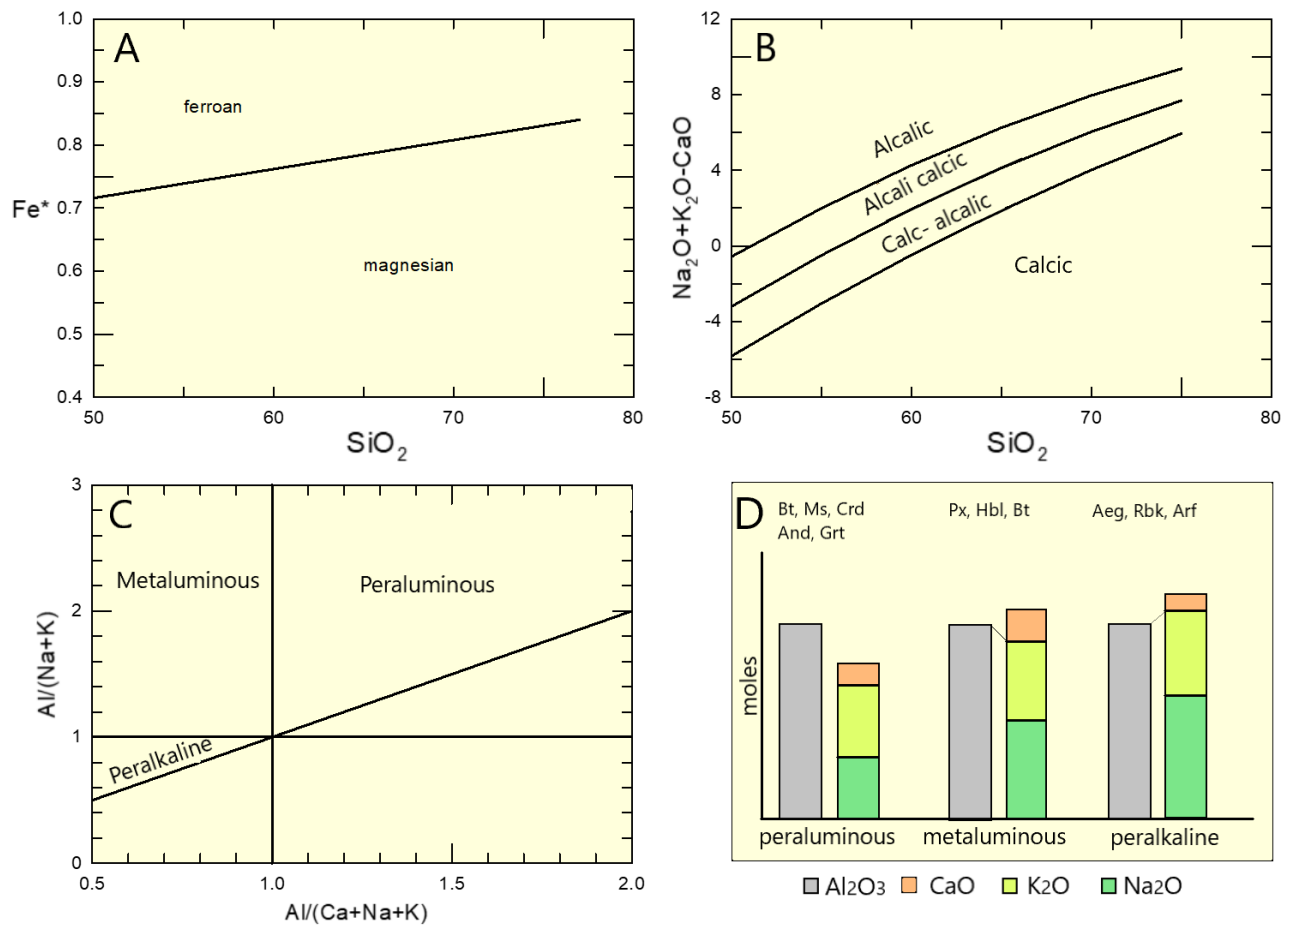 A
1.0
0.9
0.8
0.7
0.6
0.5
0.4
Fe*
ferroan
magnesian
50
60
70
80
SiO₂
B
12
8
4
0
-4
-8
Na₂O+K₂O-CaO
Alcalic
Alcali calcic
Calc- alcalic
Calcic
50
60
70
80
SiO₂
C
3
2
1
0
Al/(Na+K)
Metaluminous
Peraluminous
Peralkaline
0.5
1.0
1.5
2.0
Al/(Ca+Na+K)
D
Bt, Ms, Crd
And, Grt
Px, Hbl, Bt
Aeg, Rbk, Arf
moles
peraluminous
metaluminous
peralkaline
Al2O3
CaO
K2O
Na2O